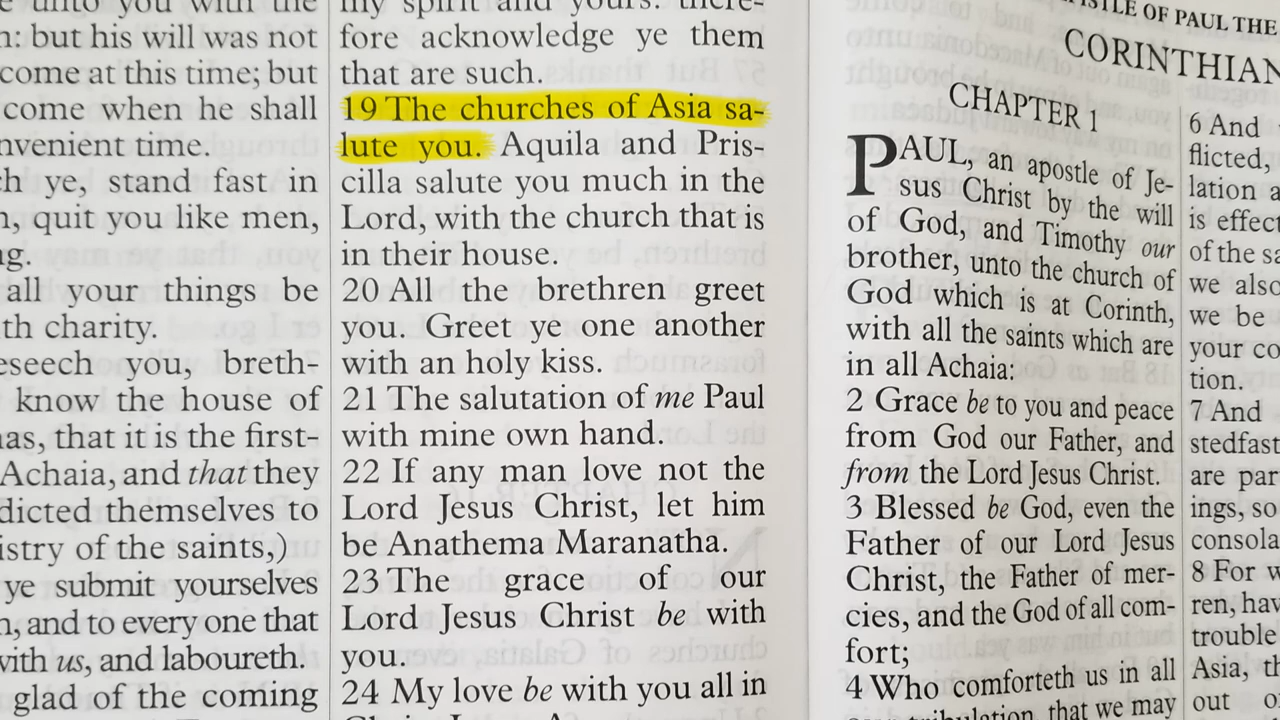 n: but his will was not
come at this time; but
come when he shall
nvenient time.
h ye, stand fast in
, quit you like men,
g.
all your things be
th charity.
eseech you, breth-
know the house of
as, that it is the first-
Achaia, and that they
dicted themselves to
istry of the saints,)
ye submit yourselves
, and to every one that
with us, and laboureth.
glad of the coming
my spirit and yours: there-
fore acknowledge ye them
that are such.
19 The churches of Asia sa-
lute you. Aquila and Pris-
cilla salute you much in the
Lord, with the church that is
in their house.
20 All the brethren greet
you. Greet ye one another
with an holy kiss.
21 The salutation of me Paul
with mine own hand.
22 If any man love not the
Lord Jesus Christ, let him
be Anathema Maranatha.
23 The grace of our
Lord Jesus Christ be with
you.
24 My love be with you all in
STLE OF PAUL THE
CORINTHIAN
CHAPTER 1
PAUL, an apostle of Je-
sus Christ by the will
of God, and Timothy our
brother, unto the church of
God which is at Corinth,
with all the saints which are
in all Achaia:
2 Grace be to you and peace
from God our Father, and
from the Lord Jesus Christ.
3 Blessed be God, even the
Father of our Lord Jesus
Christ, the Father of mer-
cies, and the God of all com-
fort;
4 Who comforteth us in all
tribulation, that we may
6 And
flicted,
lation a
is effec
of the sa
we also
we be
your co
tion.
7 And
stedfast
are par
ings, so
consola
8 For w
ren, hav
trouble
Asia, th
out o